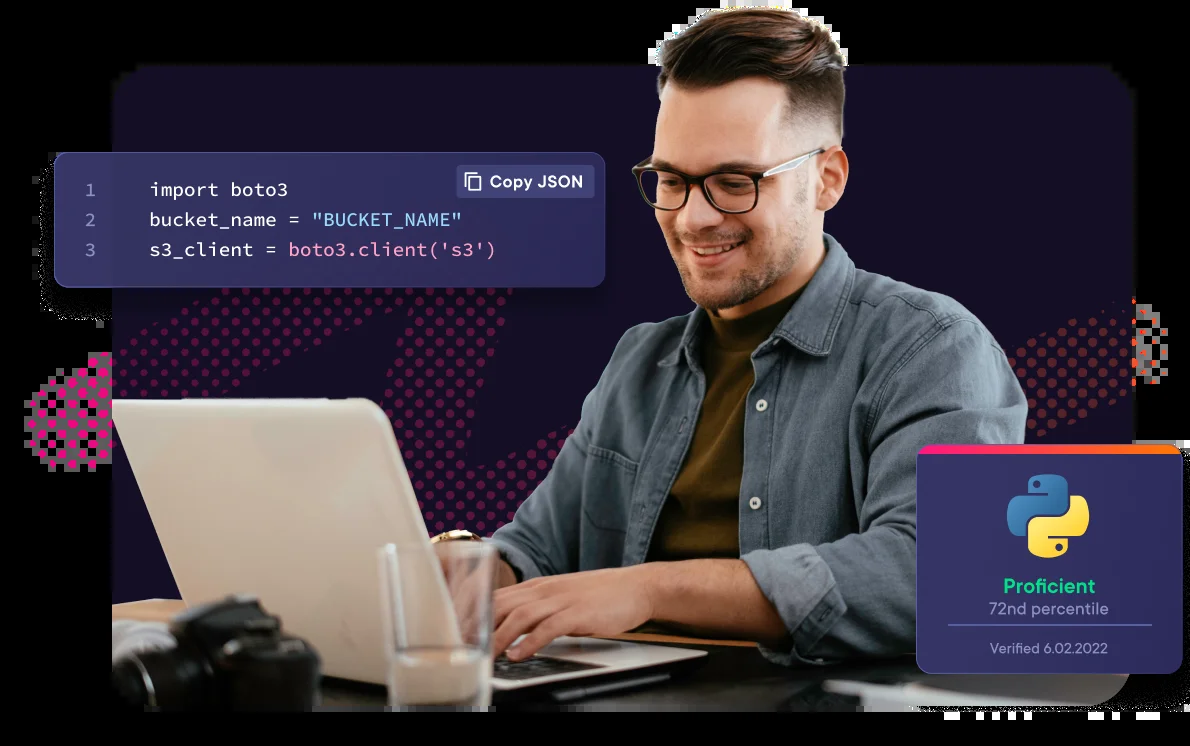 1 import boto3
Copy JSON
2 bucket_name = "BUCKET_NAME"
3 s3_client = boto3.client('s3')
Proficient
72nd percentile
Verified 6.02.2022